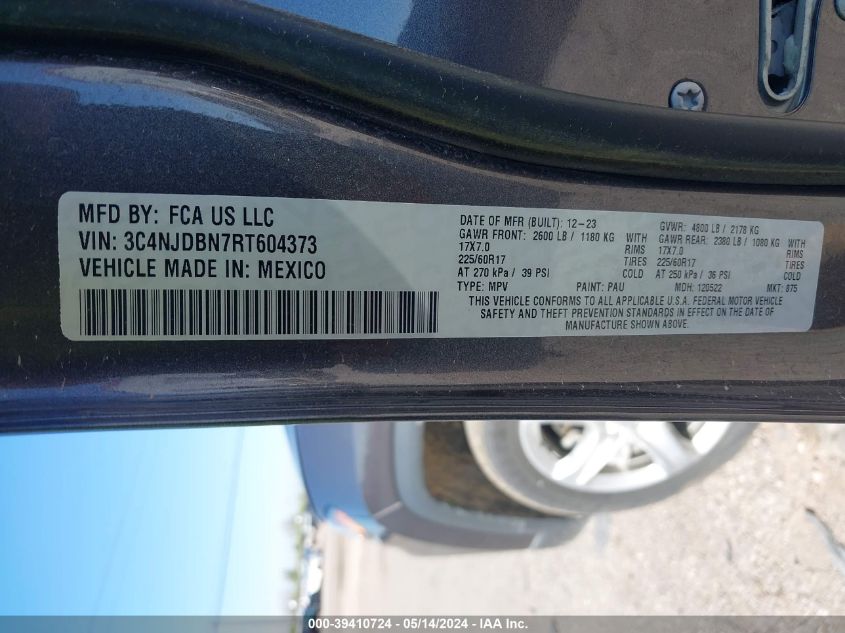 MFD BY: FCA US LLC
VIN: 3C4NJDBN7RT604373
VEHICLE MADE IN: MEXICO
DATE OF MFR (BUILT): 12-23 GVWR: 4800 LB / 2178 KG
GAWR FRONT: 2600 LB / 1180 KG WITH GAWR REAR: 2380 LB / 1080 KG WITH
17X7.0 RIMS 17X7.0 RIMS
225/60R17 TIRES 225/60R17 TIRES
AT 270 kPa / 39 PSI COLD AT 250 kPa / 36 PSI COLD
TYPE: MPV PAINT: PAU MDH: 120522 MKT: 875
THIS VEHICLE CONFORMS TO ALL APPLICABLE U.S.A. FEDERAL MOTOR VEHICLE
SAFETY AND THEFT PREVENTION STANDARDS IN EFFECT ON THE DATE OF
MANUFACTURE SHOWN ABOVE.
000-39410724 - 05/14/2024 - IAA Inc.